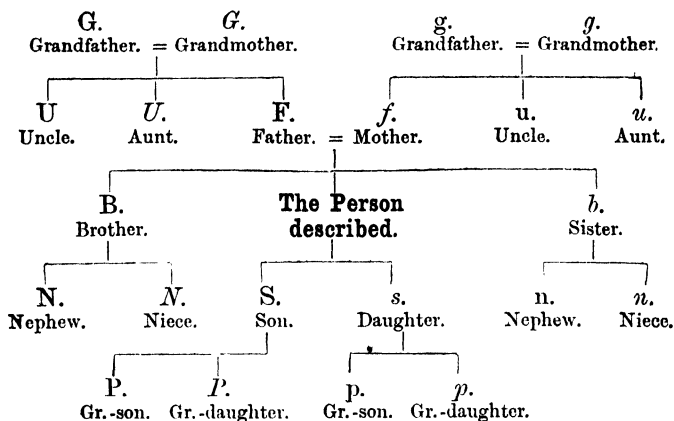 G. G. g. g.
Grandfather. = Grandmother. Grandfather. = Grandmother.
U U. F. f. u. u.
Uncle. Aunt. Father. = Mother. Uncle. Aunt.
B. The Person described. b.
Brother. Sister.
N. N. S. s. n. n.
Nephew. Niece. Son. Daughter. Nephew. Niece.
P. P. p. p.
Gr.-son. Gr.-daughter. Gr.-son. Gr.-daughter.